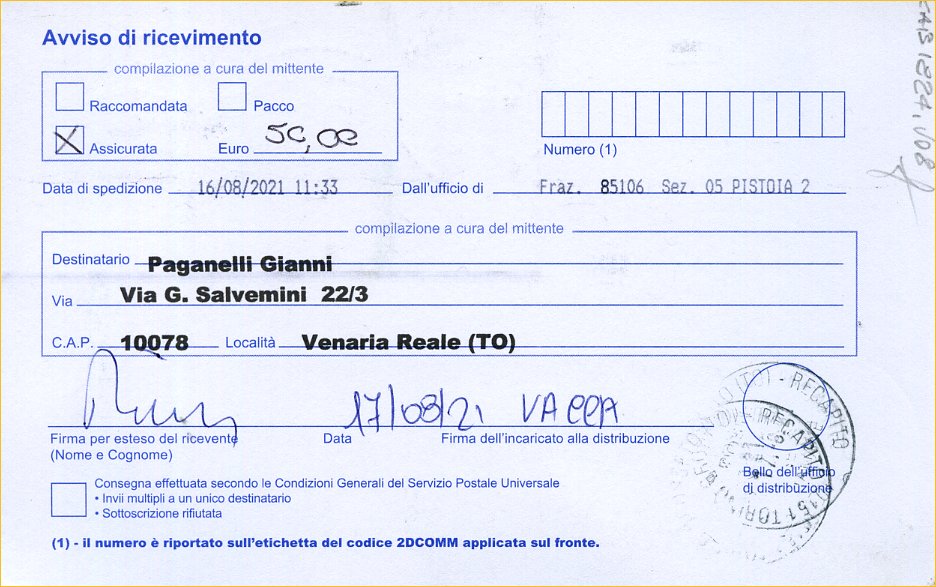 Avviso di ricevimento
compilazione a cura del mittente
Raccomandata Pacco
X Assicurata Euro 50,00
Numero (1)
Data di spedizione 16/08/2021 11:33 Dall'ufficio di Fraz. 85106 Sez. 05 PISTOIA 2
compilazione a cura del mittente
Destinatario Paganelli Gianni
Via Via G. Salvemini 22/3
C.A.P. 10078 Località Venaria Reale (TO)
17/08/21 VACCA
Firma per esteso del ricevente Data Firma dell'incaricato alla distribuzione
(Nome e Cognome)
RECAPITO
RECAPITO
Bollo dell'ufficio
di distribuzione
Consegna effettuata secondo le Condizioni Generali del Servizio Postale Universale
• Invii multipli a un unico destinatario
• Sottoscrizione rifiutata
(1) - il numero è riportato sull'etichetta del codice 2DCOMM applicata sul fronte.